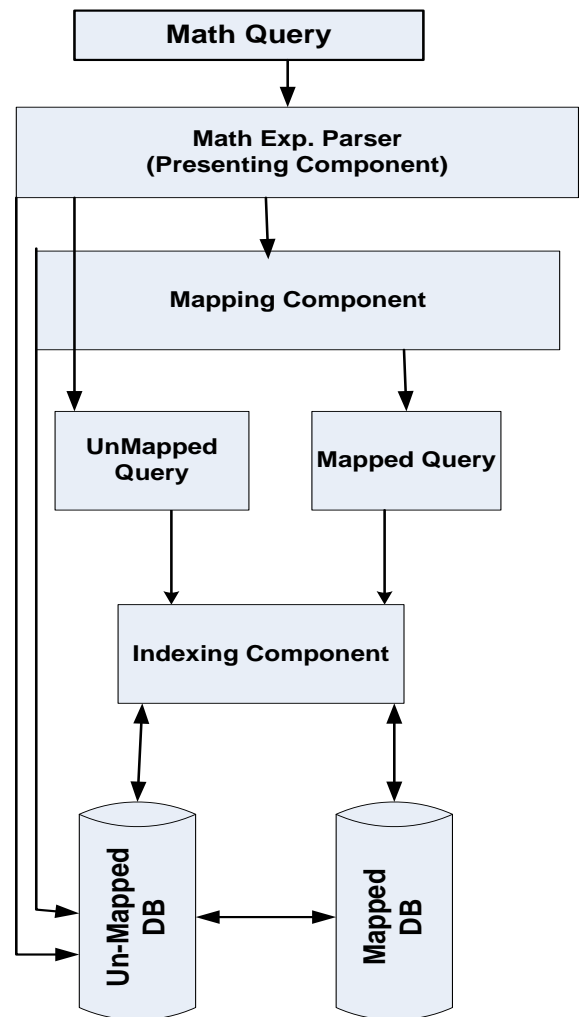 Math Query
Math Exp. Parser
(Presenting Component)
Mapping Component
UnMapped
Query
Mapped Query
Indexing Component
Un-Mapped
DB
Mapped
DB